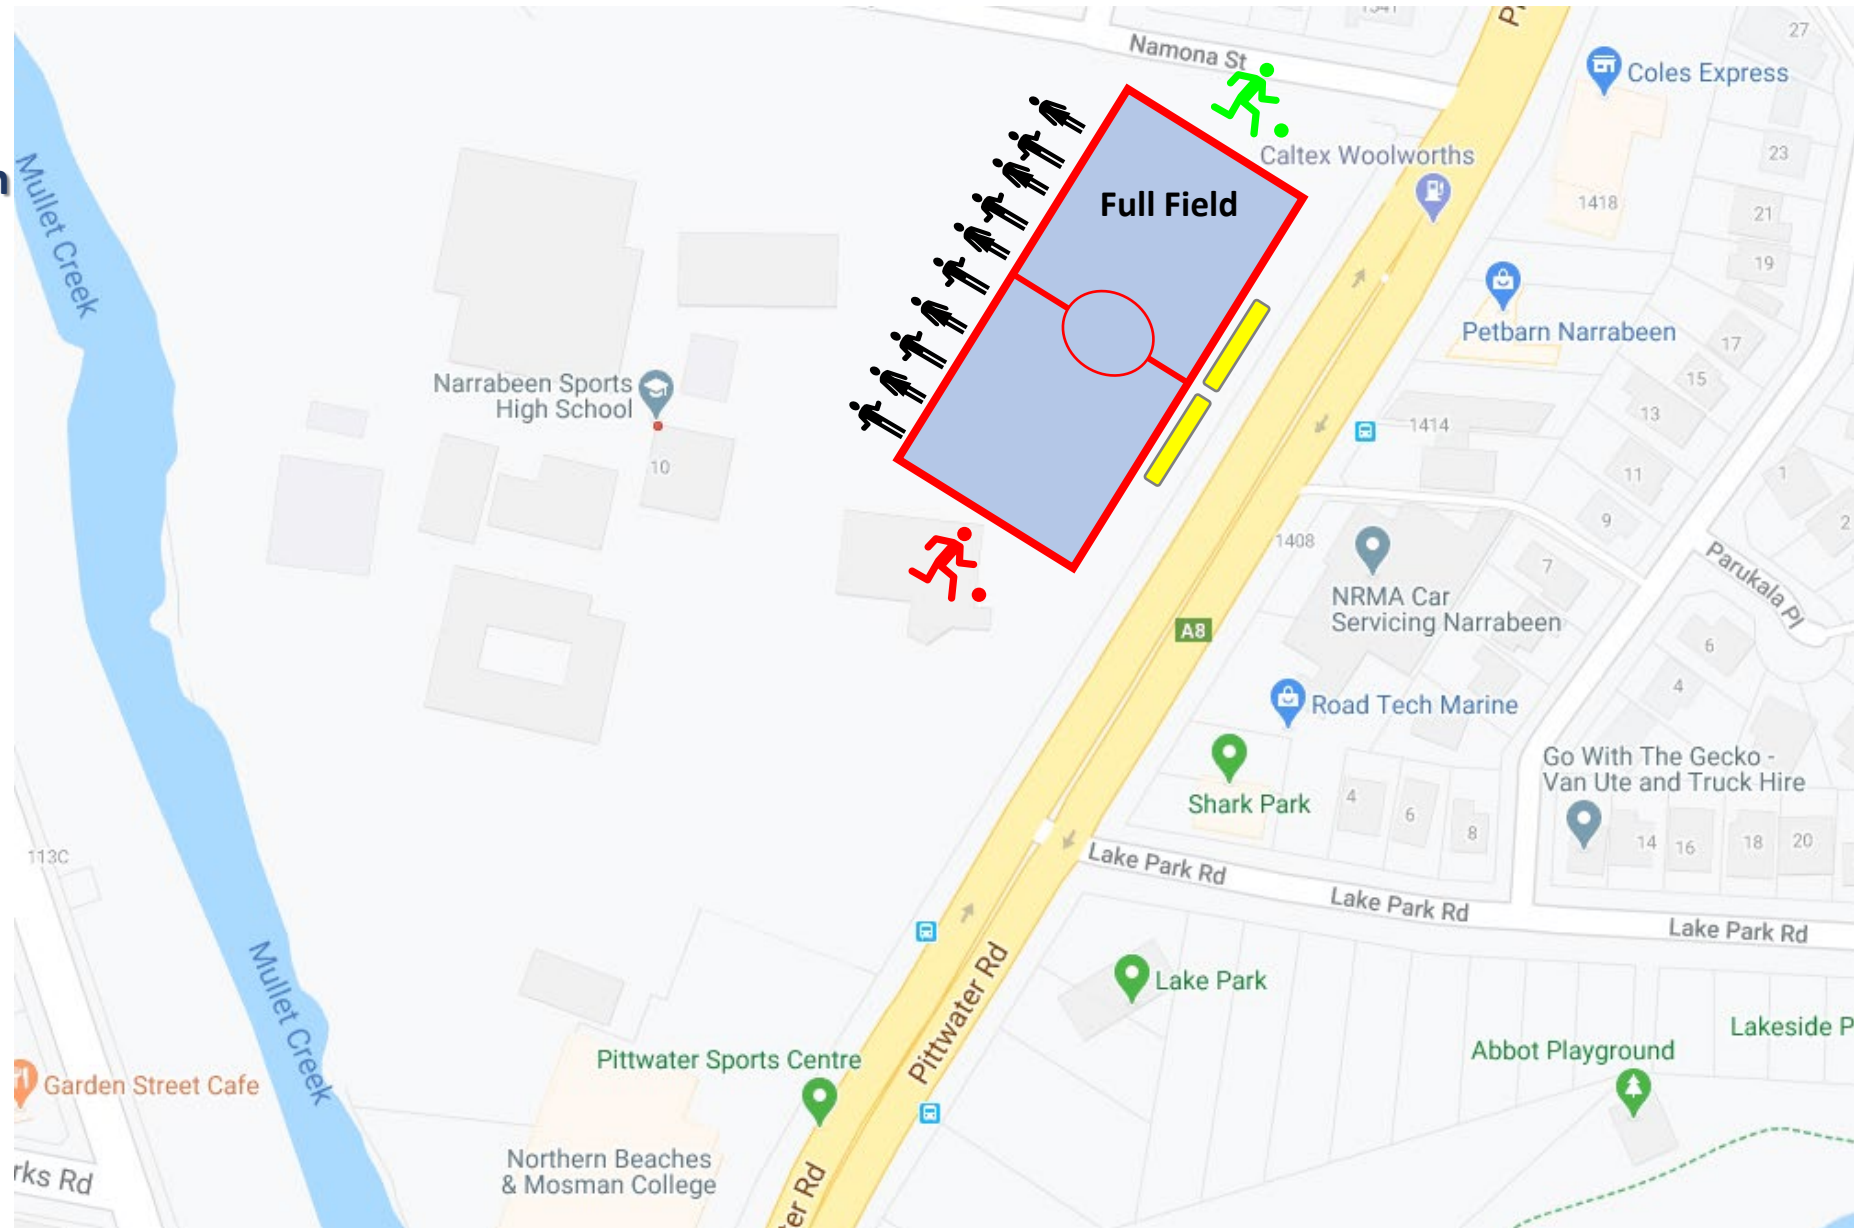 Namona St
27
Coles Express
Mullet Creek
Caltex Woolworths
23
Full Field
1418
21
19
Petbarn Narrabeen
17
15
Narrabeen Sports
High School
13
1414
10
11
1
9
2
1408
7
Parukala Pl
NRMA Car
Servicing Narrabeen
A8
6
4
Road Tech Marine
Go With The Gecko -
Van Ute and Truck Hire
Shark Park
4
6
8
14
16
18
20
113C
Lake Park Rd
Lake Park Rd
Lake Park Rd
Mullet Creek
Pittwater Rd
Lake Park
Lakeside P
Abbot Playground
Pittwater Sports Centre
Garden Street Cafe
Northern Beaches
& Mosman College
rks Rd
er Rd